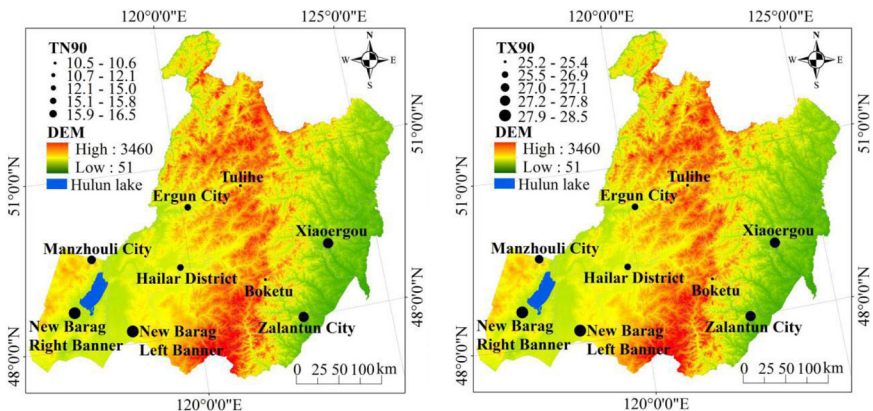 120°0'0"E
125°0'0"E
TN90
10.5 - 10.6
10.7 - 12.1
12.1 - 15.0
15.1 - 15.8
15.9 - 16.5
DEM
High : 3460
Low : 51
Hulun lake
N
W E
S
51°0'0"N
51°0'0"N
48°0'0"N
48°0'0"N
Tulihe
Ergun City
Xiaoergou
Manzhouli City
Hailar District
Boketu
New Barag
Right Banner
New Barag
Left Banner
Zalantun City
0 25 50 100 km
120°0'0"E
120°0'0"E
125°0'0"E
TX90
25.2 - 25.4
25.5 - 26.9
27.0 - 27.1
27.2 - 27.8
27.9 - 28.5
DEM
High : 3460
Low : 51
Hulun lake
N
W E
S
51°0'0"N
51°0'0"N
48°0'0"N
48°0'0"N
Tulihe
Ergun City
Xiaoergou
Manzhouli City
Hailar District
Boketu
New Barag
Right Banner
New Barag
Left Banner
Zalantun City
0 25 50 100 km
120°0'0"E